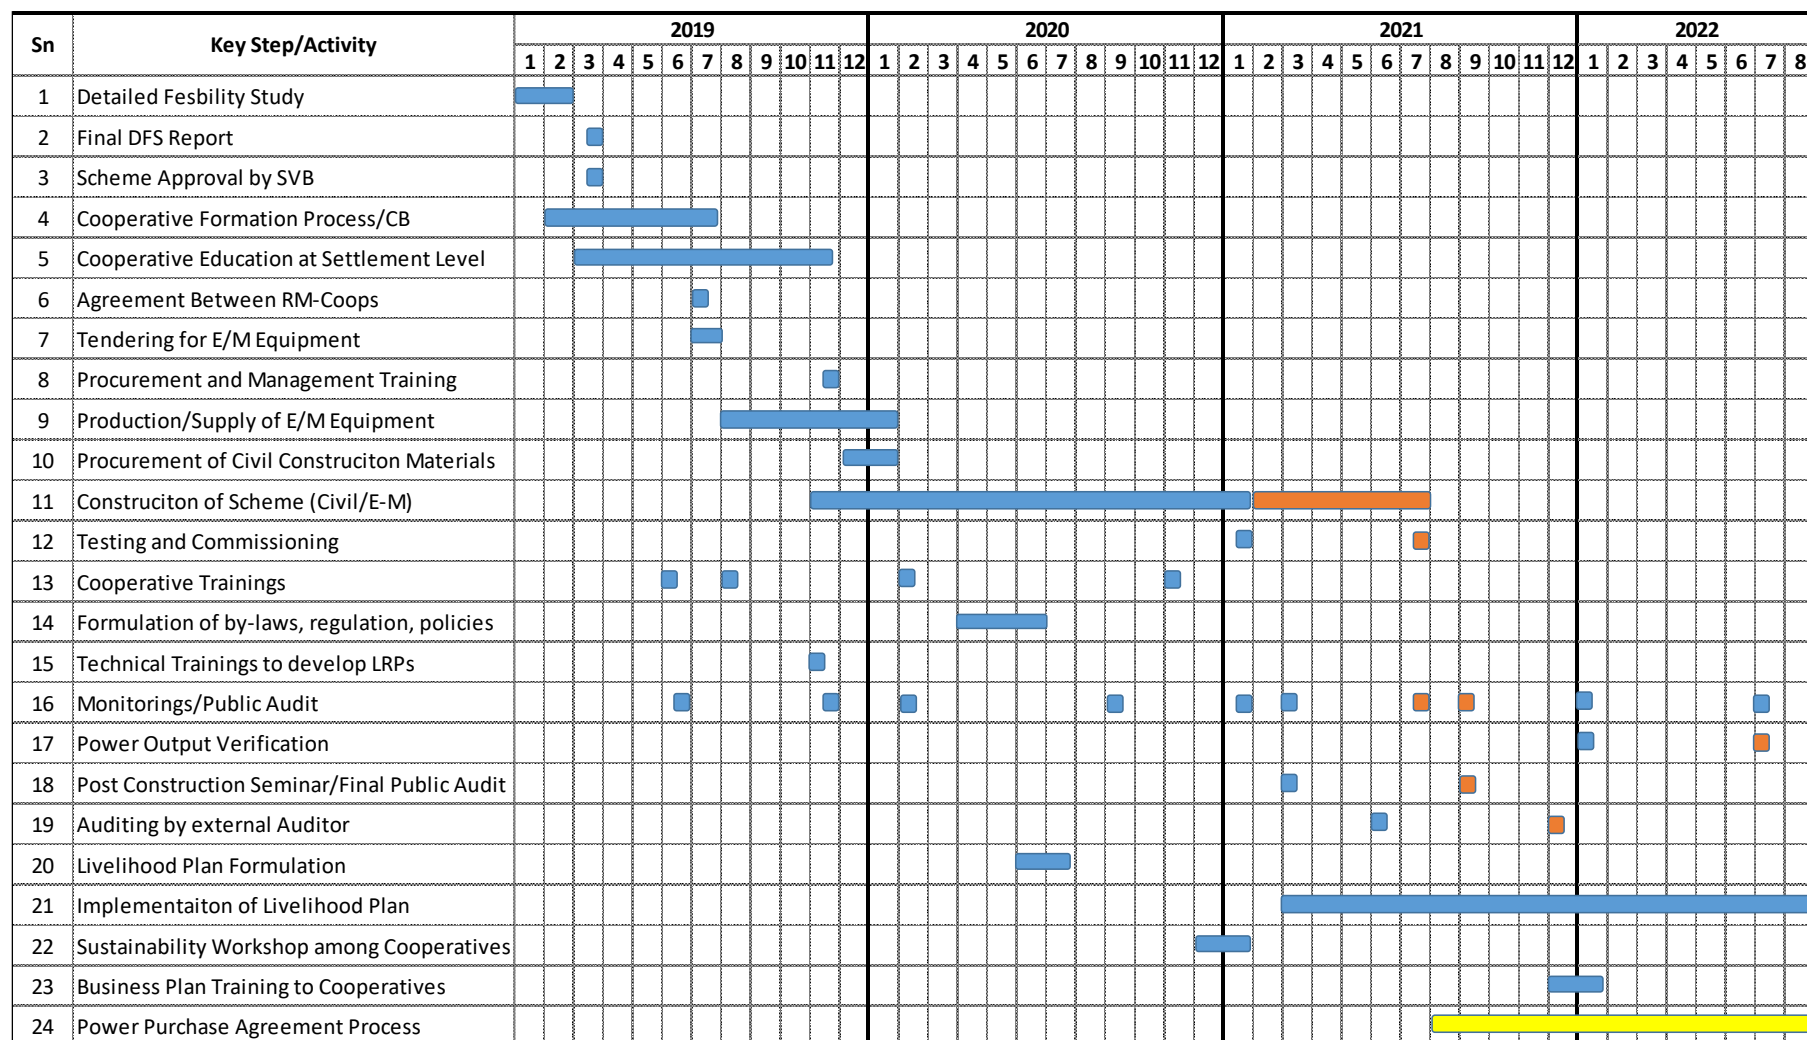 Sn Key Step/Activity 2019 2020 2021 2022
1 2 3 4 5 6 7 8 9 10 11 12 1 2 3 4 5 6 7 8 9 10 11 12 1 2 3 4 5 6 7 8 9 10 11 12 1 2 3 4 5 6 7 8
1 Detailed Fesbility Study
2 Final DFS Report
3 Scheme Approval by SVB
4 Cooperative Formation Process/CB
5 Cooperative Education at Settlement Level
6 Agreement Between RM-Coops
7 Tendering for E/M Equipment
8 Procurement and Management Training
9 Production/Supply of E/M Equipment
10 Procurement of Civil Construciton Materials
11 Construciton of Scheme (Civil/E-M)
12 Testing and Commissioning
13 Cooperative Trainings
14 Formulation of by-laws, regulation, policies
15 Technical Trainings to develop LRPs
16 Monitorings/Public Audit
17 Power Output Verification
18 Post Construction Seminar/Final Public Audit
19 Auditing by external Auditor
20 Livelihood Plan Formulation
21 Implementaiton of Livelihood Plan
22 Sustainability Workshop among Cooperatives
23 Business Plan Training to Cooperatives
24 Power Purchase Agreement Process